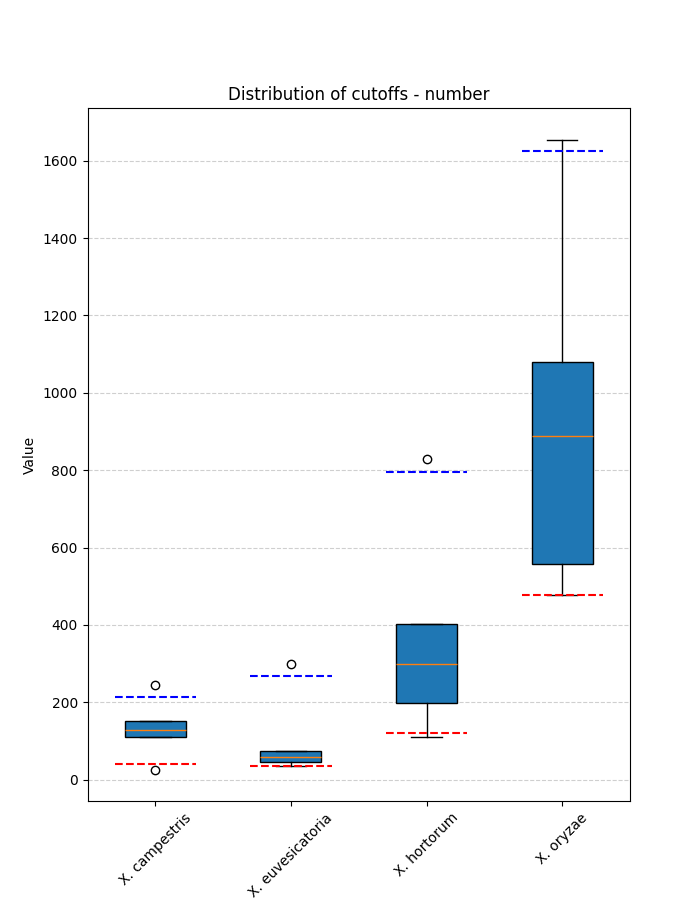 Distribution of cutoffs - number
Value
1600
1400
1200
1000
800
600
400
200
0
X. campestris
X. euvesicatoria
X. hortorum
X. oryzae